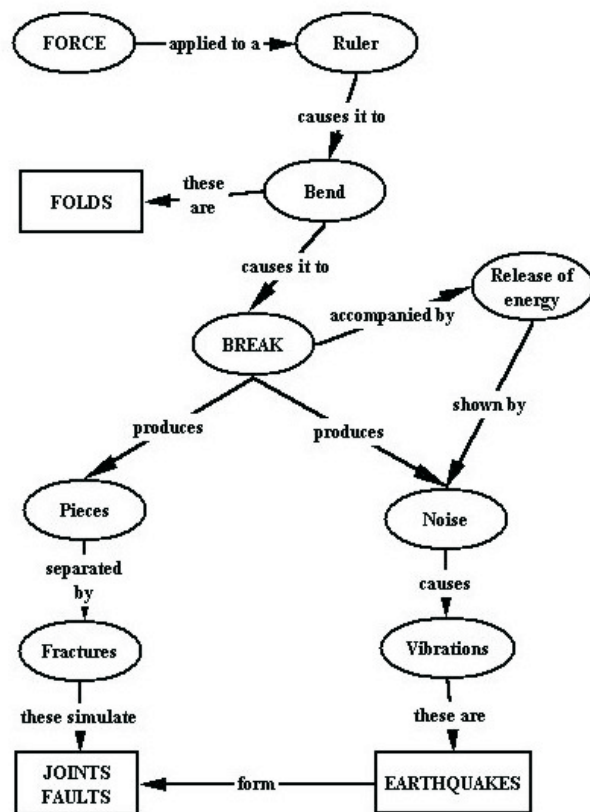 FORCE
applied to a
Ruler
causes it to
FOLDS
these
are
Bend
causes it to
Release of
energy
accompanied by
BREAK
shown by
produces
produces
Pieces
Noise
separated
by
causes
Fractures
Vibrations
these simulate
these are
JOINTS
FAULTS
form
EARTHQUAKES